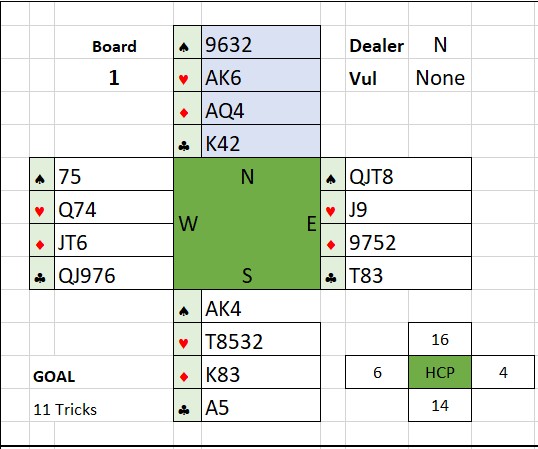 ♠ 9632
Board Dealer N
1 ♥ AK6 Vul None
♦ AQ4
♣ K42
♠ 75 N ♠ QJT8
♥ Q74 ♥ J9
W E
♦ JT6 ♦ 9752
♣ QJ976 S ♣ T83
♠ AK4
♥ T8532 16
GOAL ♦ K83 6 HCP 4
11 Tricks ♣ A5 14